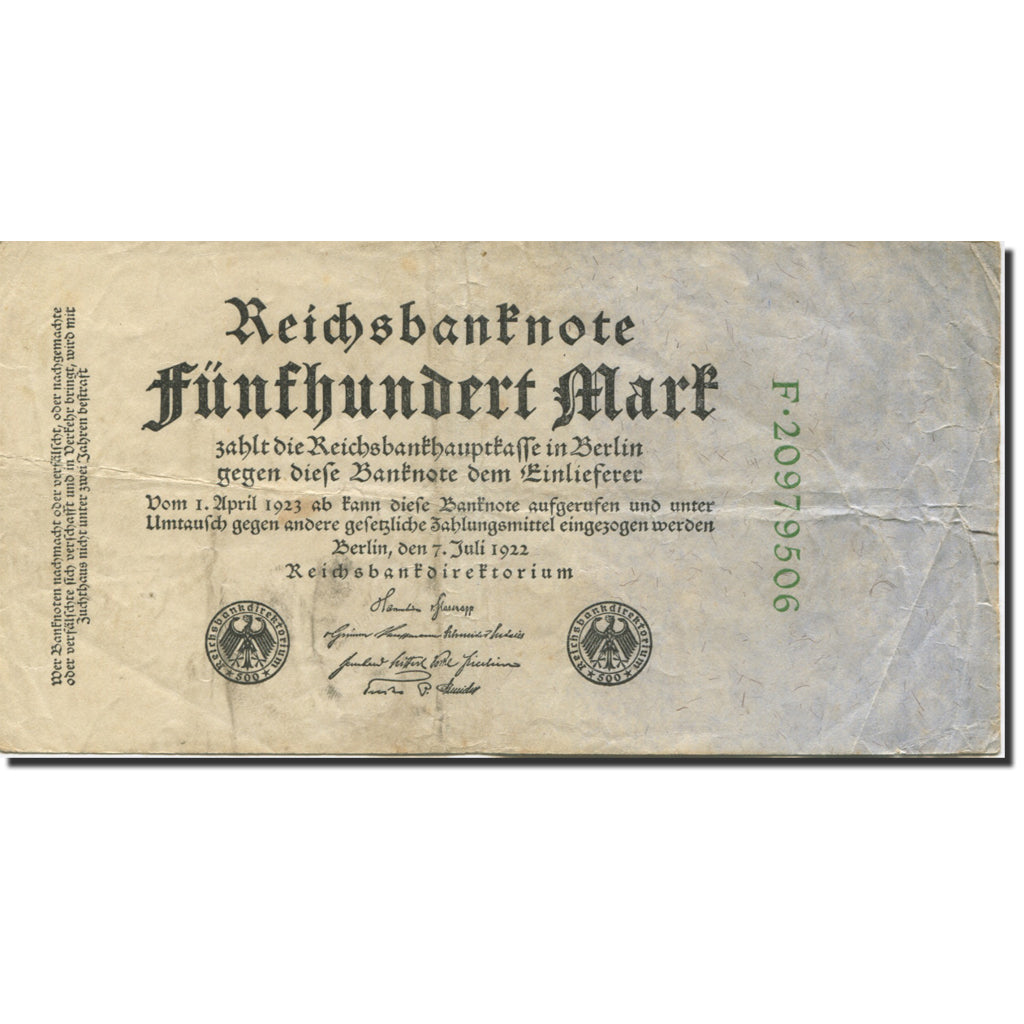 Reichsbanknote
Fünfhundert Mark
zahlt die Reichsbankhauptkasse in Berlin
gegen diese Banknote dem Einlieferer
Vom 1. April 1923 ab kann diese Banknote aufgerufen und unter
Umtausch gegen andere gesetzliche Zahlungsmittel eingezogen werden
Berlin, den 7. Juli 1922
Reichsbankdirektorium
Reichsbankdirektorium
★ 500 ★
Reichsbankdirektorium
★ 500 ★
Wer Banknoten nachmacht oder verfälscht, oder nachgemachte
oder verfälschte sich verschafft und in Verkehr bringt, wird mit
Zuchthaus nicht unter zwei Jahren bestraft
F·20979506